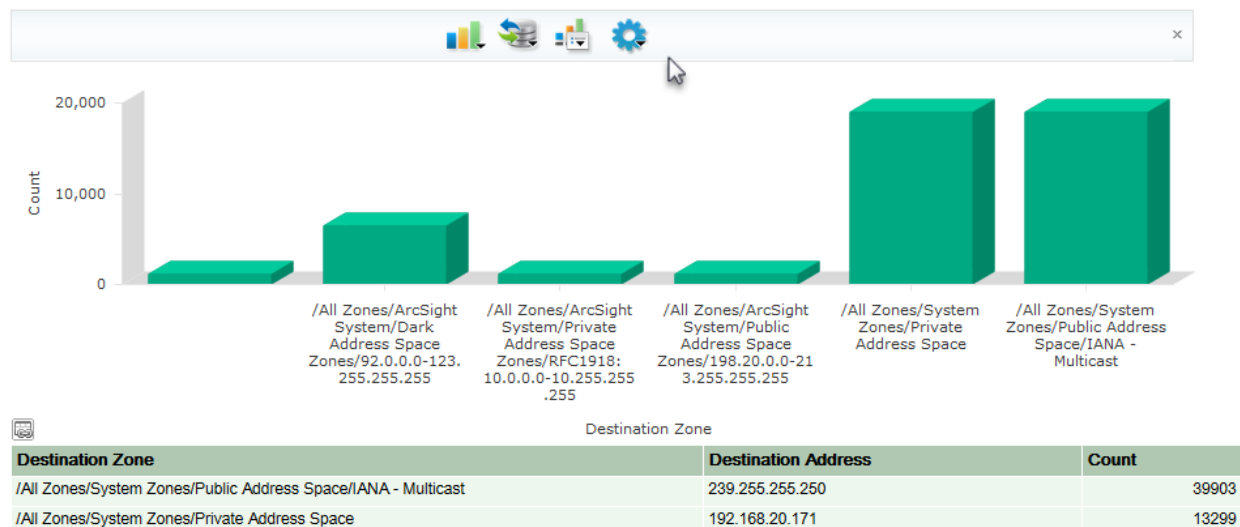 ×
20,000
10,000
0
Count
/All Zones/ArcSight
System/Dark
Address Space
Zones/92.0.0.0-123.
255.255.255
/All Zones/ArcSight
System/Private
Address Space
Zones/RFC1918:
10.0.0.0-10.255.255
.255
/All Zones/ArcSight
System/Public
Address Space
Zones/198.20.0.0-21
3.255.255.255
/All Zones/System
Zones/Private
Address Space
/All Zones/System
Zones/Public Address
Space/IANA -
Multicast
Destination Zone
Destination Zone Destination Address Count
/All Zones/System Zones/Public Address Space/IANA - Multicast 239.255.255.250 39903
/All Zones/System Zones/Private Address Space 192.168.20.171 13299